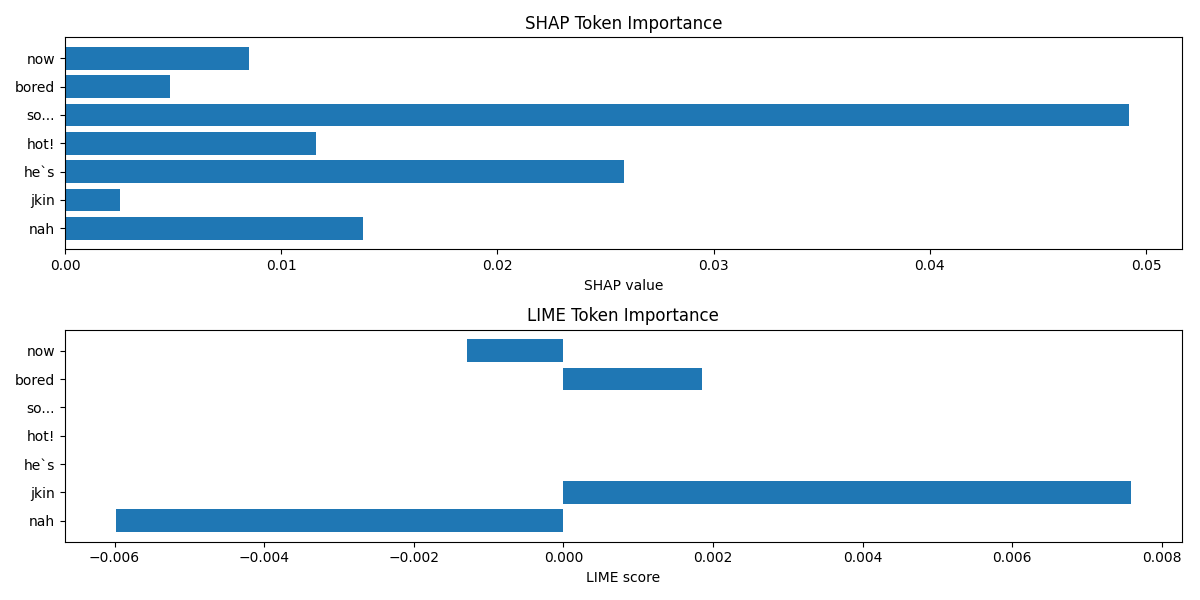 SHAP Token Importance
now
bored
so...
hot!
he`s
jkin
nah
0.00 0.01 0.02 0.03 0.04 0.05
SHAP value
LIME Token Importance
now
bored
so...
hot!
he`s
jkin
nah
−0.006 −0.004 −0.002 0.000 0.002 0.004 0.006 0.008
LIME score